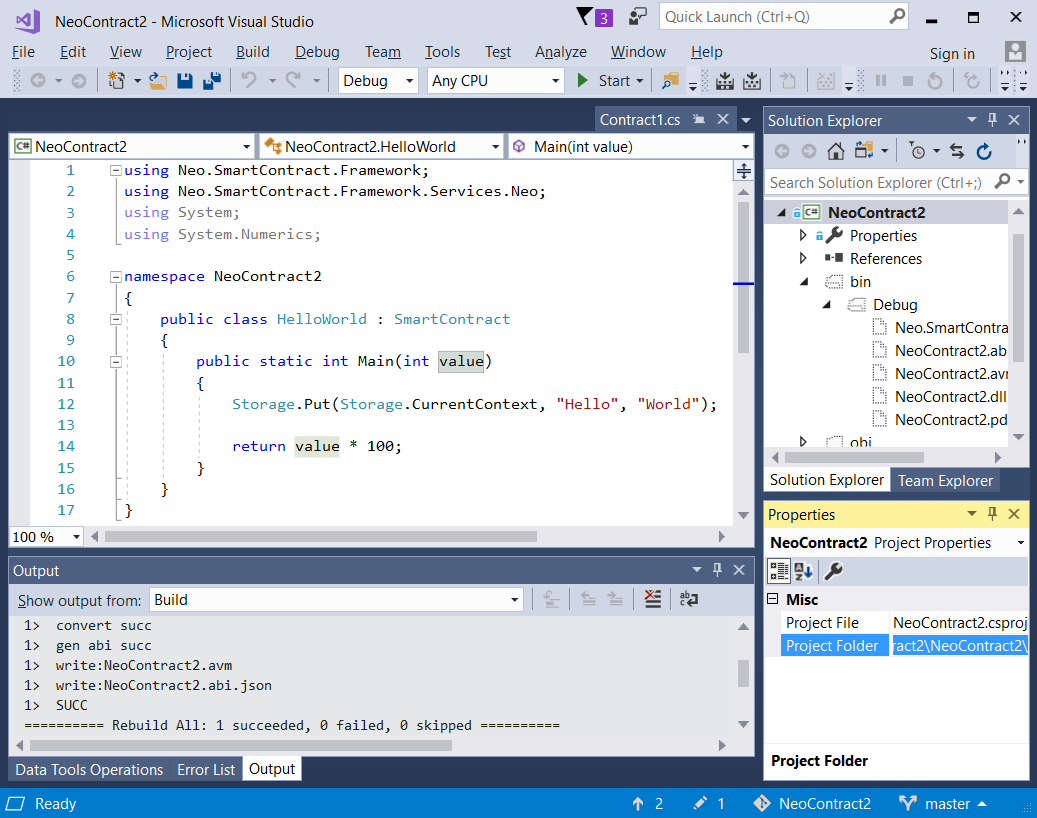 NeoContract2 - Microsoft Visual Studio
3
Quick Launch (Ctrl+Q)
File Edit View Project Build Debug Team Tools Test Analyze Window Help Sign in
Debug Any CPU Start
Contract1.cs
NeoContract2 NeoContract2.HelloWorld Main(int value)
1 using Neo.SmartContract.Framework;
2 using Neo.SmartContract.Framework.Services.Neo;
3 using System;
4 using System.Numerics;
5
6 namespace NeoContract2
7 {
8 public class HelloWorld : SmartContract
9 {
10 public static int Main(int value)
11 {
12 Storage.Put(Storage.CurrentContext, "Hello", "World");
13
14 return value * 100;
15 }
16 }
17 }
100 %
Output
Show output from: Build
1> convert succ
1> gen abi succ
1> write:NeoContract2.avm
1> write:NeoContract2.abi.json
1> SUCC
========== Rebuild All: 1 succeeded, 0 failed, 0 skipped ==========
Data Tools Operations Error List Output
Solution Explorer
Search Solution Explorer (Ctrl+;)
C# NeoContract2
Properties
References
bin
Debug
Neo.SmartContra
NeoContract2.ab
NeoContract2.avm
NeoContract2.dll
NeoContract2.pd
obj
Solution Explorer Team Explorer
Properties
NeoContract2 Project Properties
Misc
Project File NeoContract2.csproj
Project Folder ract2\NeoContract2\
Project Folder
Ready 2 1 NeoContract2 master